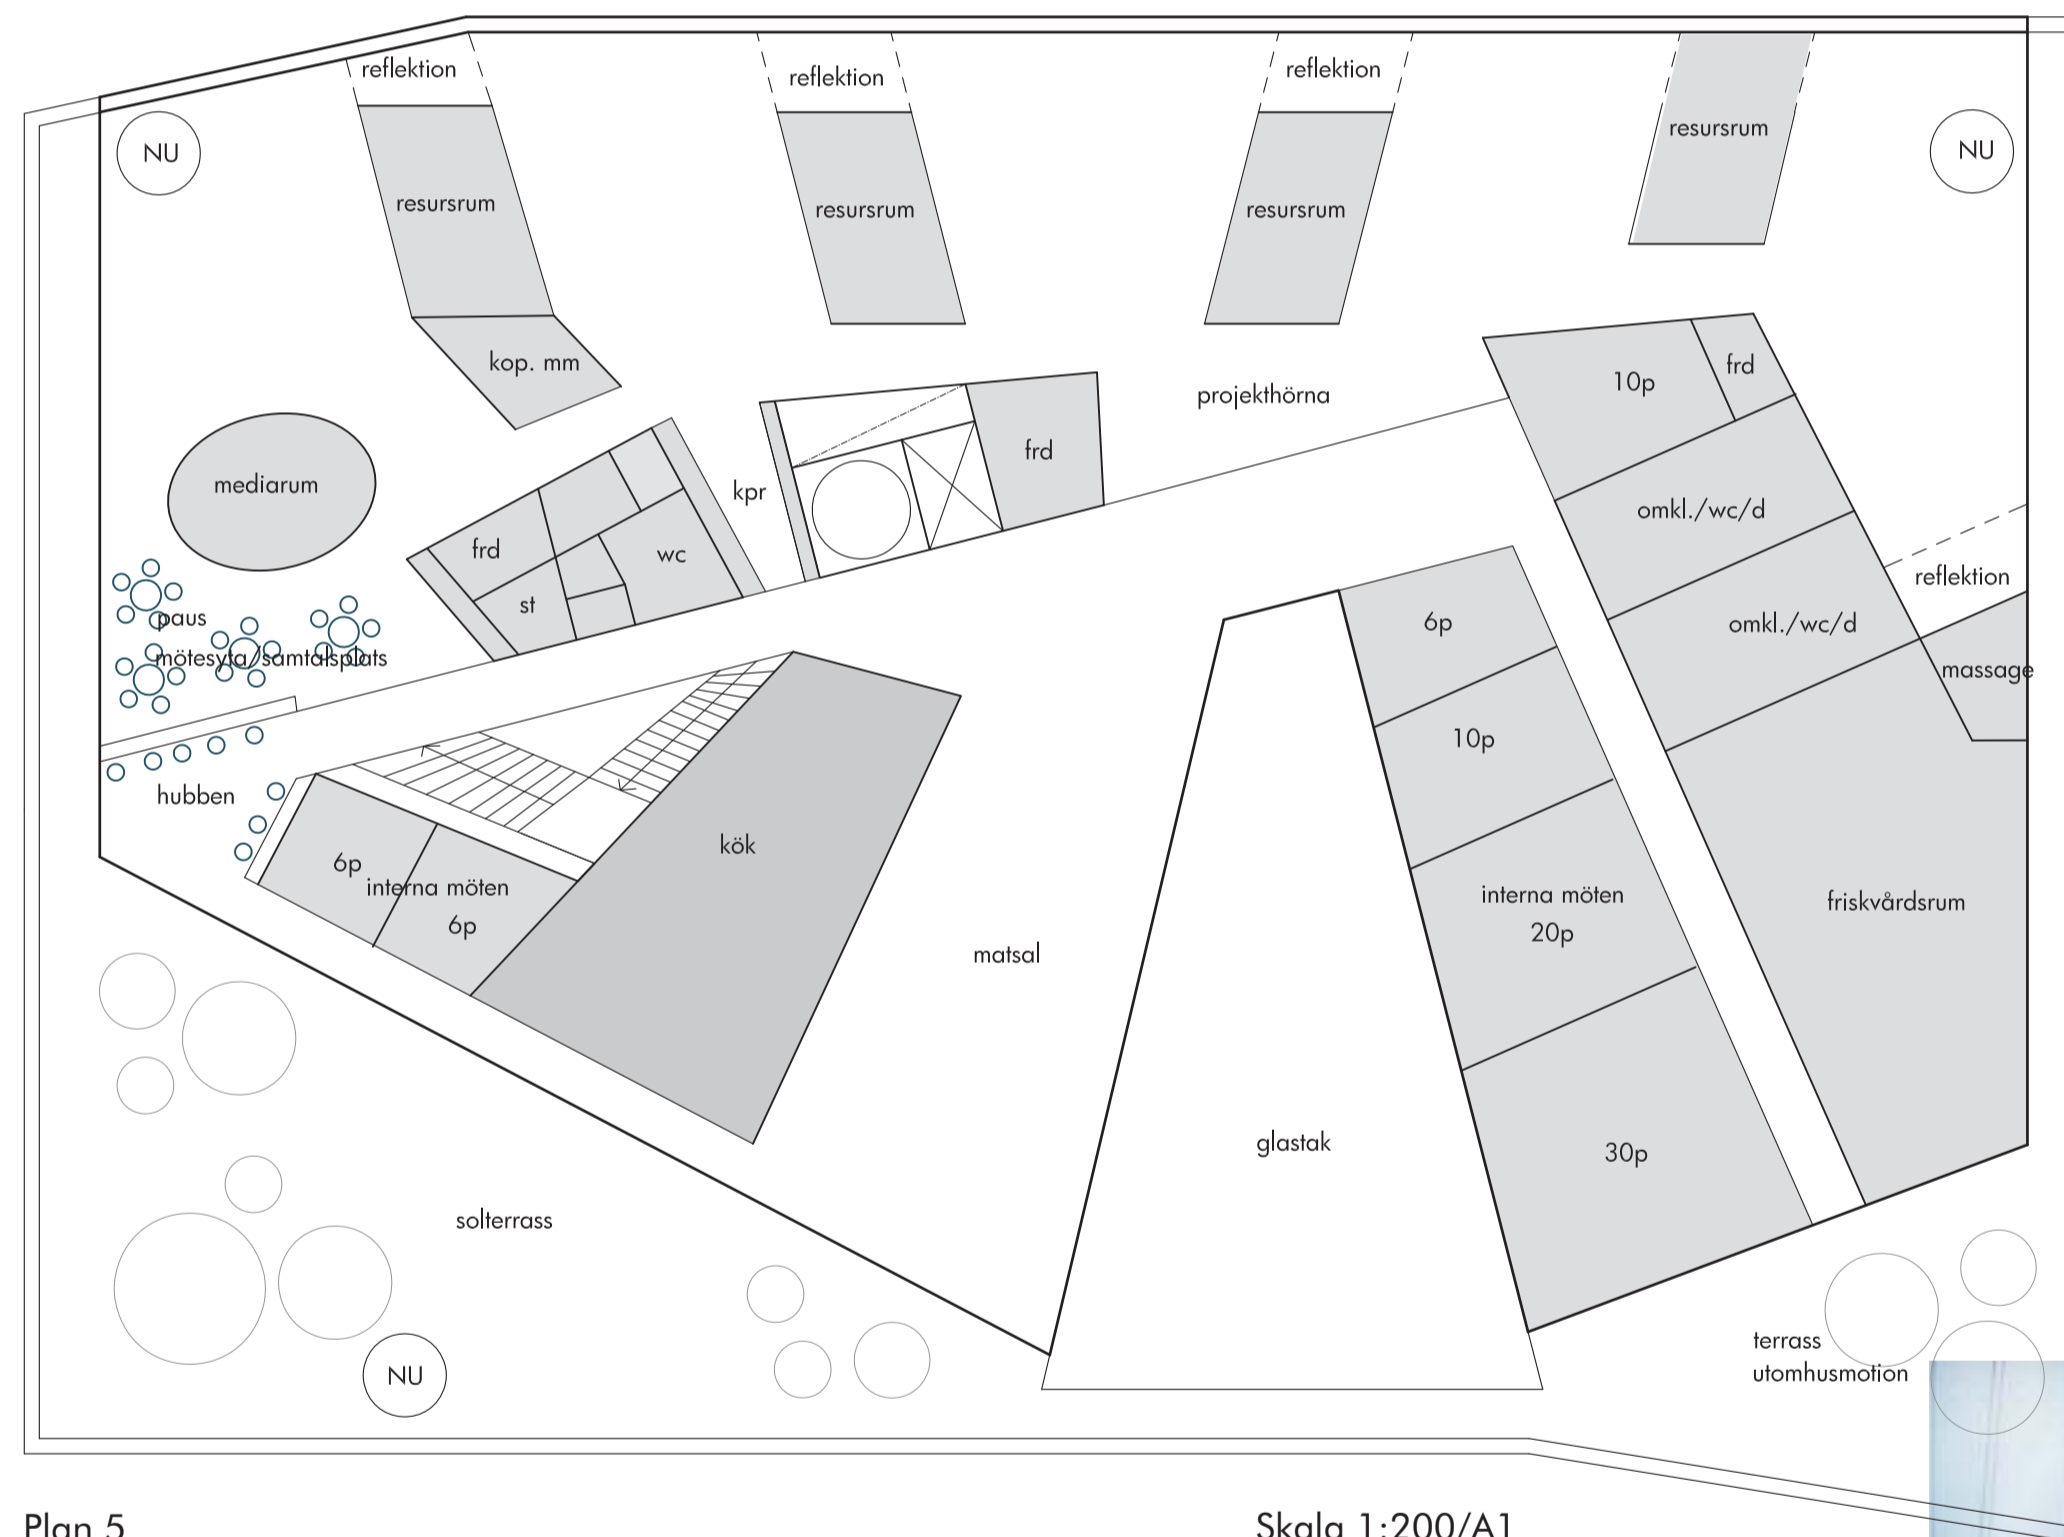 reflektion
reflektion
reflektion
resursrum
NU
NU
resursrum
resursrum
resursrum
kop. mm
10p
frd
projekthörna
mediarum
kpr
frd
omkl./wc/d
frd
wc
st
reflektion
paus
6p
omkl./wc/d
mötesyta/samtalsplats
massage
10p
hubben
kök
6p
interna möten
6p
interna möten
20p
friskvårdsrum
matsal
glastak
30p
solterrass
terrass
utomhusmotion
NU
Plan 5
Skala 1:200/A1